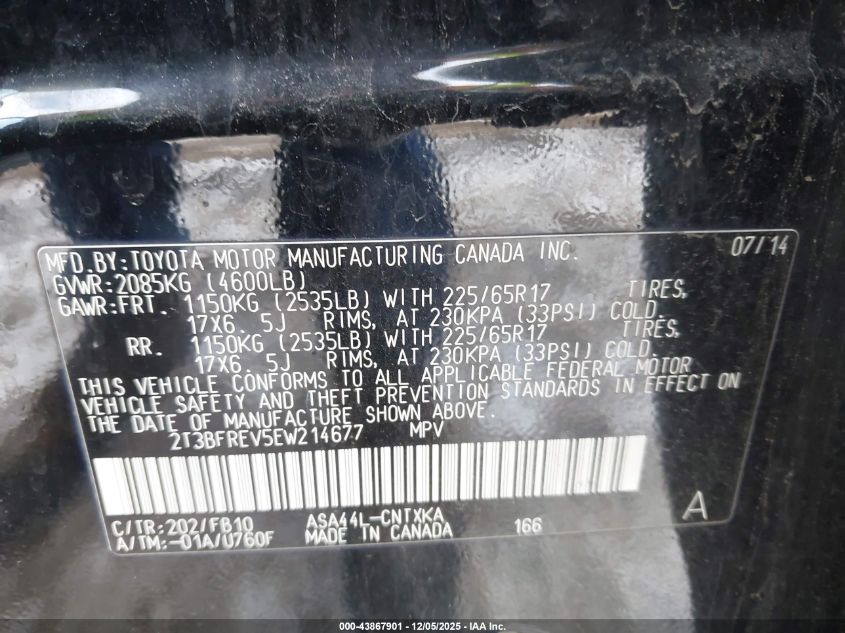 MFD.BY:TOYOTA MOTOR MANUFACTURING CANADA INC. 07/14
GVWR:2085KG (4600LB)
GAWR:FRT. 1150KG (2535LB) WITH 225/65R17 TIRES,
17X6. 5J RIMS, AT 230KPA (33PSI) COLD.
RR. 1150KG (2535LB) WITH 225/65R17 TIRES,
17X6. 5J RIMS, AT 230KPA (33PSI) COLD.
THIS VEHICLE CONFORMS TO ALL APPLICABLE FEDERAL MOTOR
VEHICLE SAFETY AND THEFT PREVENTION STANDARDS IN EFFECT ON
THE DATE OF MANUFACTURE SHOWN ABOVE.
2T3BFREV5EW214677 MPV
C/TR:202/FB10 ASA44L-CNTXKA 166 A
A/TM:-01A/U760F MADE IN CANADA
000-43867901 - 12/05/2025 - IAA Inc.